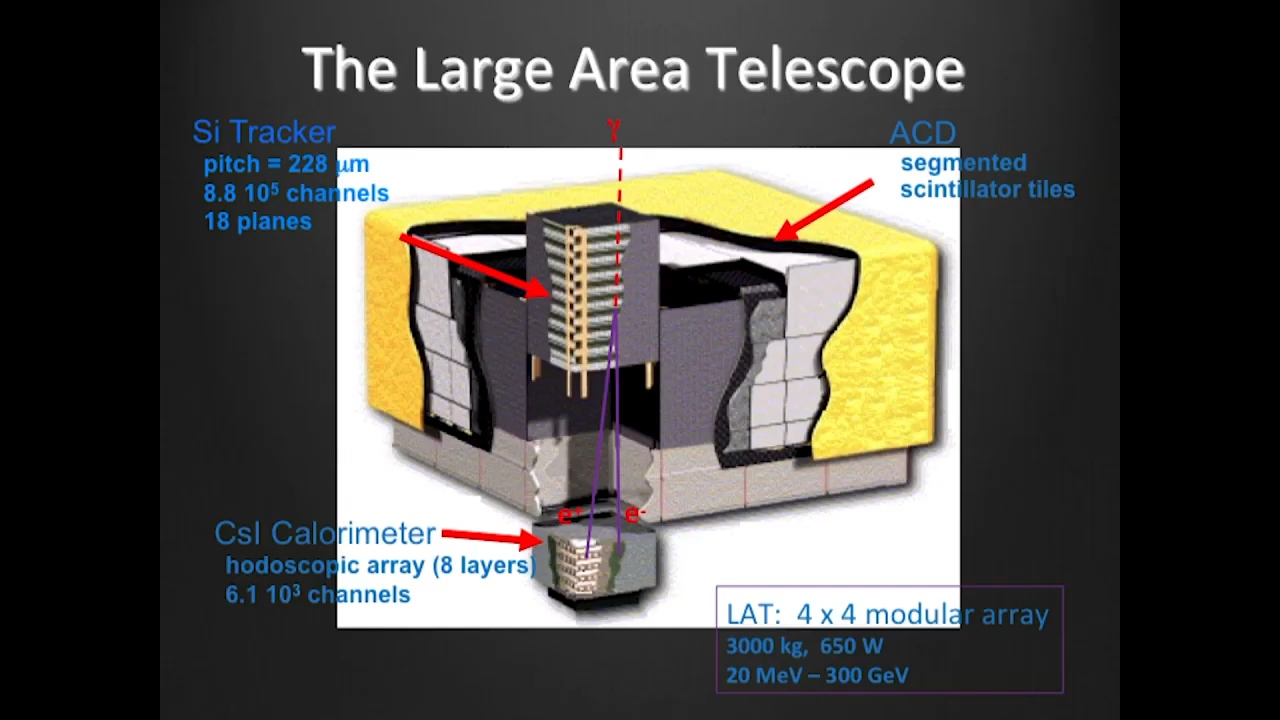 The Large Area Telescope
Si Tracker
pitch = 228 μm
8.8 10⁵ channels
18 planes
γ
ACD
segmented
scintillator tiles
e⁺ e⁻
CsI Calorimeter
hodoscopic array (8 layers)
6.1 10³ channels
LAT: 4 x 4 modular array
3000 kg, 650 W
20 MeV – 300 GeV